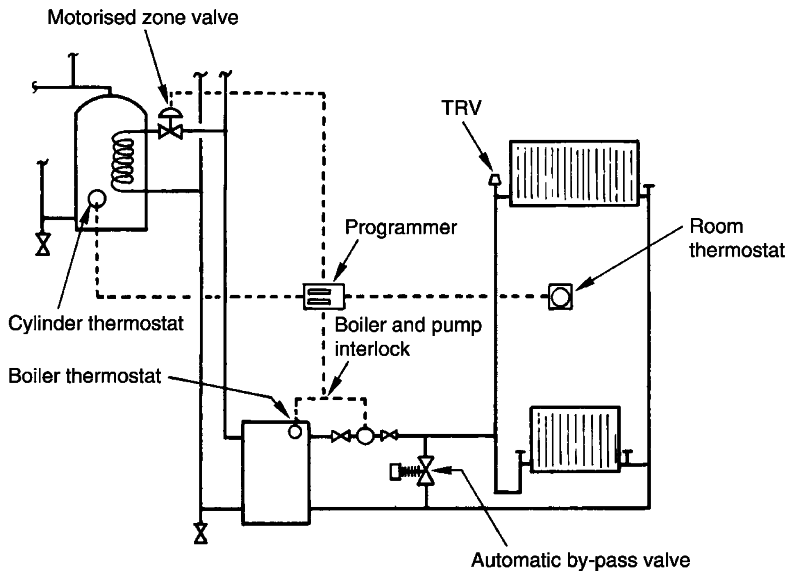 Motorised zone valve
TRV
Programmer
Room
thermostat
Cylinder thermostat
Boiler and pump
interlock
Boiler thermostat
Automatic by-pass valve